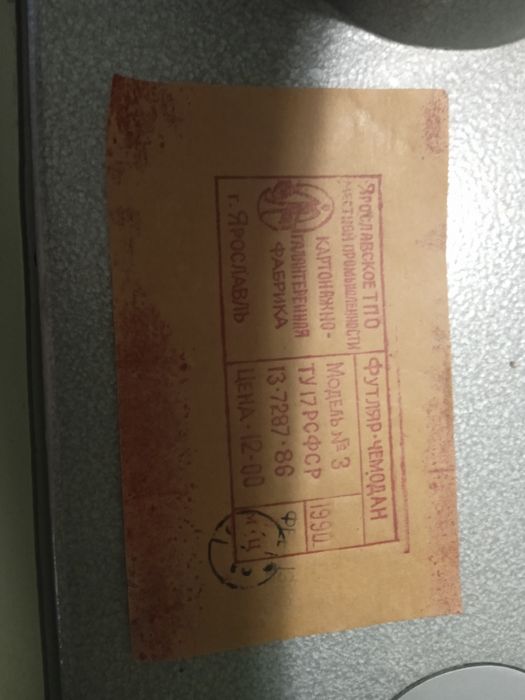 Ярославское ТПО
местной промышленности
картонажно-
галантерейная
фабрика
г. Ярославль
Футляр-чемодан
Модель № 3
ТУ 17 РСФСР
13·7287·86
Цена·12·00
1990